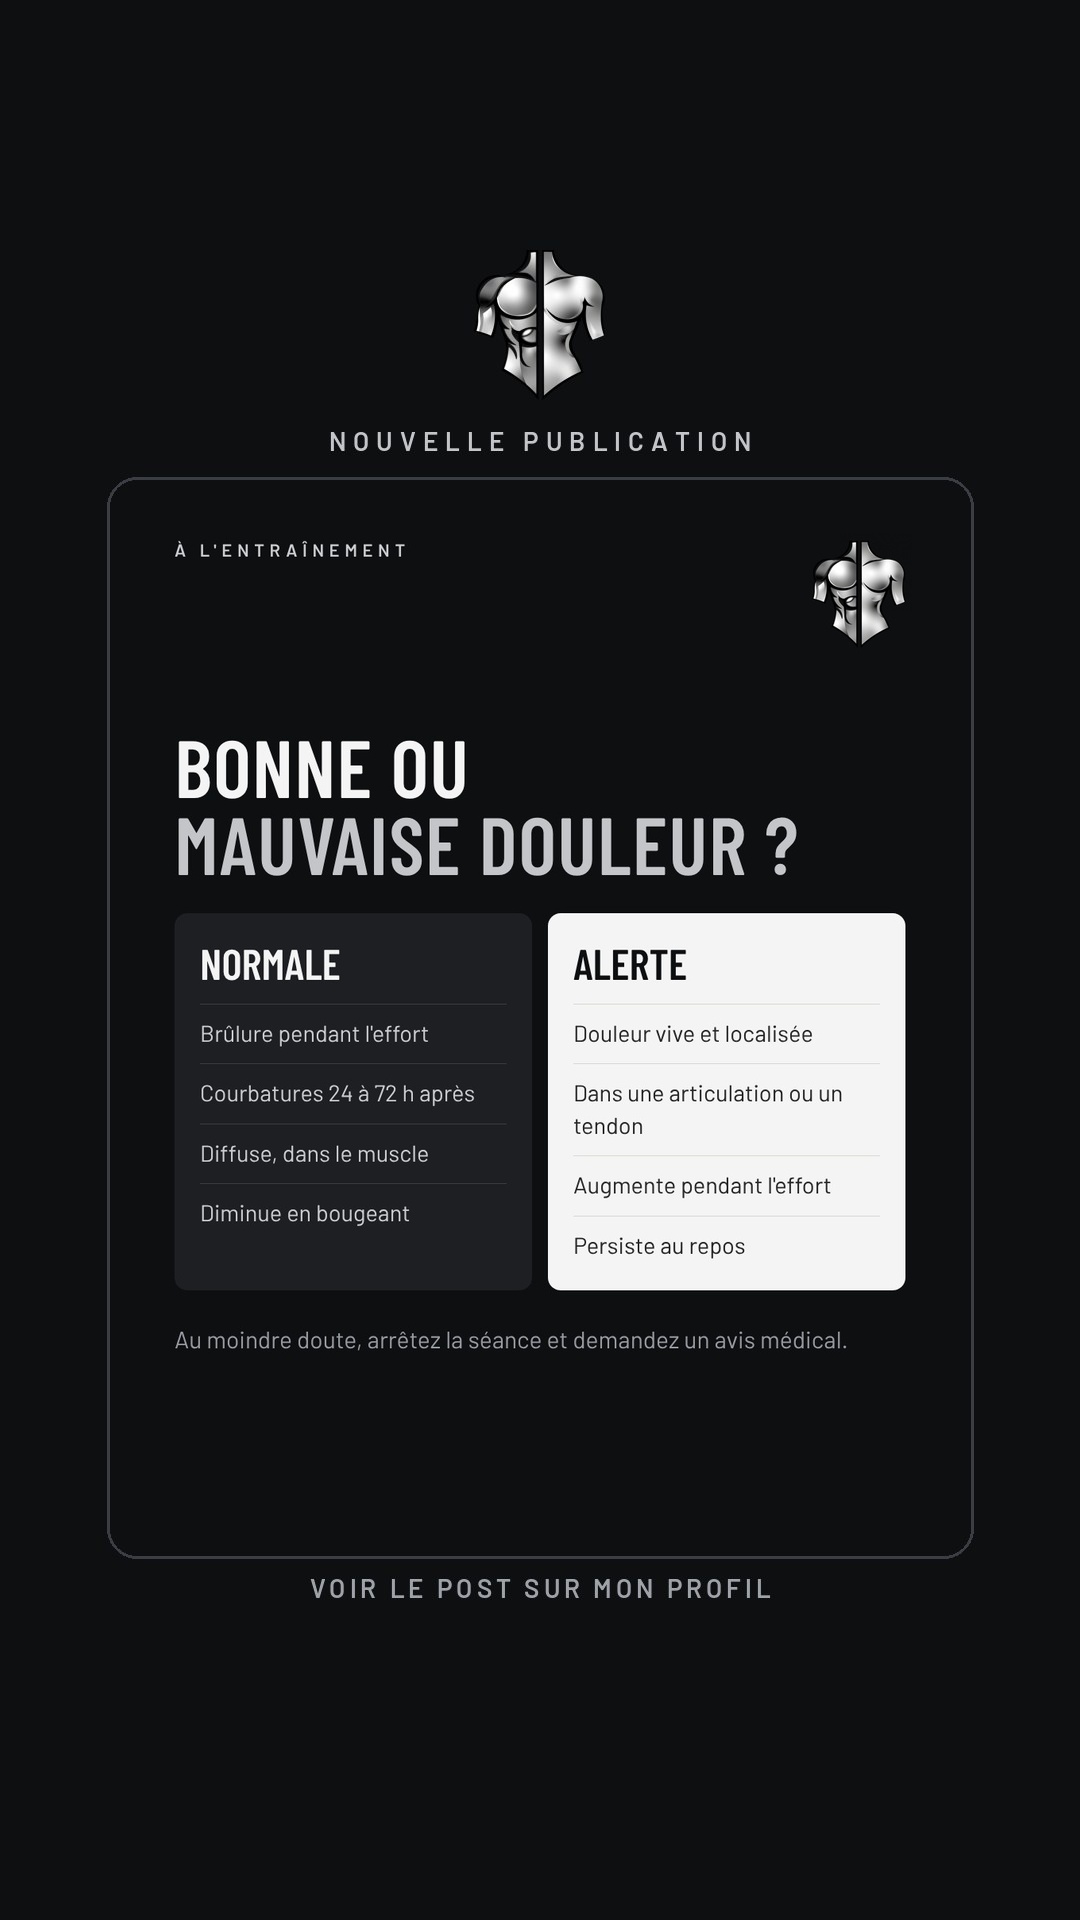 NOUVELLE PUBLICATION
À L'ENTRAÎNEMENT
BONNE OU
MAUVAISE DOULEUR ?
NORMALE
Brûlure pendant l'effort
Courbatures 24 à 72 h après
Diffuse, dans le muscle
Diminue en bougeant
ALERTE
Douleur vive et localisée
Dans une articulation ou un
tendon
Augmente pendant l'effort
Persiste au repos
Au moindre doute, arrêtez la séance et demandez un avis médical.
VOIR LE POST SUR MON PROFIL